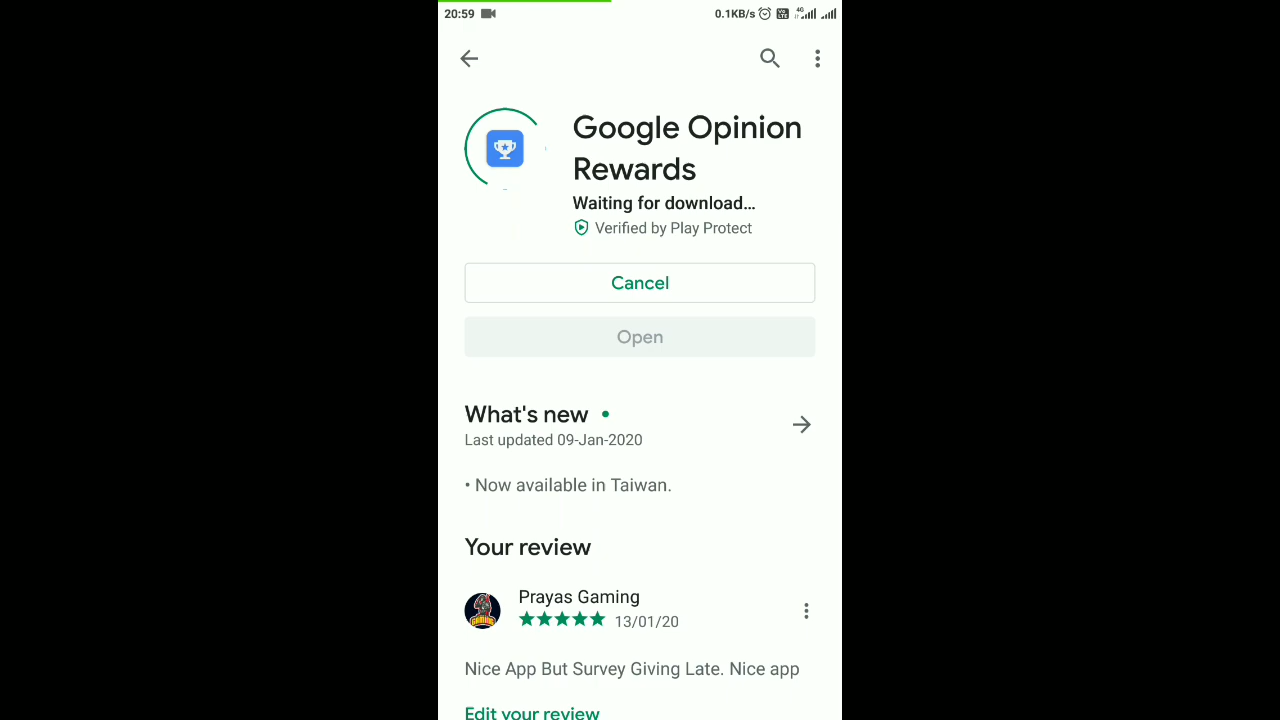 20:59 0.1KB/s 4G
Google Opinion
Rewards
Waiting for download...
Verified by Play Protect
Cancel
Open
What's new •
Last updated 09-Jan-2020
• Now available in Taiwan.
Your review
Prayas Gaming
13/01/20
Nice App But Survey Giving Late. Nice app
Edit your review